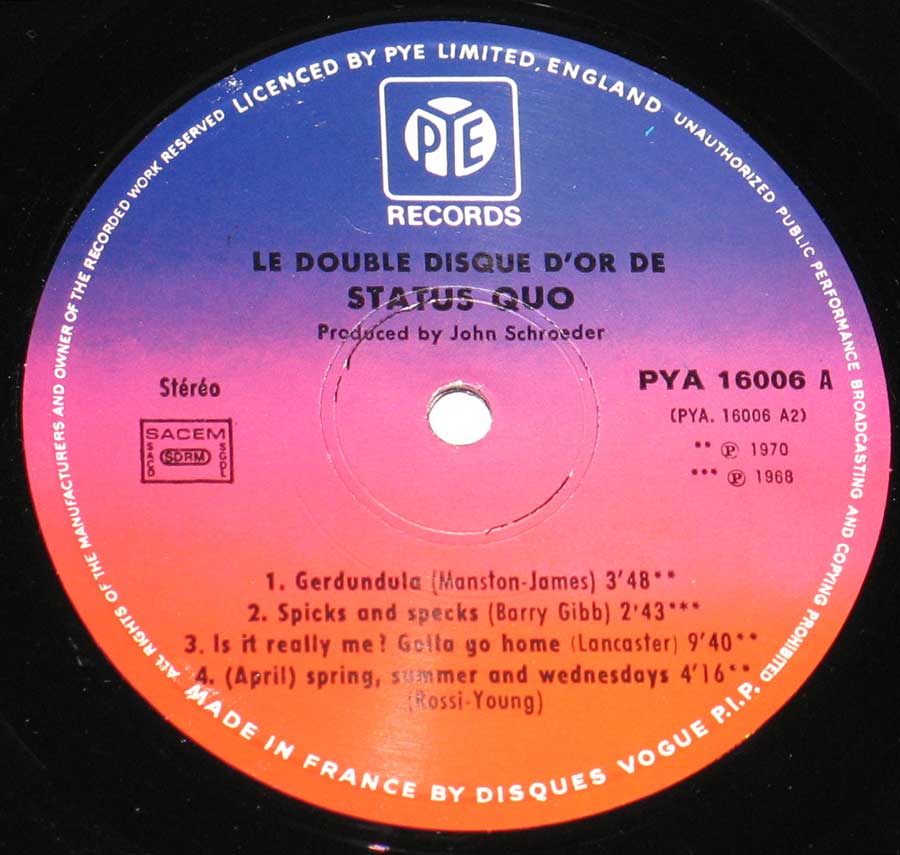 LICENCED BY PYE LIMITED, ENGLAND
UNAUTHORIZED PUBLIC PERFORMANCE BROADCASTING AND COPYING PROHIBITED
PYE
RECORDS
LE DOUBLE DISQUE D'OR DE
STATUS QUO
Produced by John Schroeder
Stéréo
PYA 16006 A
(PYA. 16006 A2)
** Ⓟ 1970
*** Ⓟ 1968
SACEM
SACD SDRM SGDL
1. Gerdundula (Manston-James) 3'48**
2. Spicks and specks (Barry Gibb) 2'43***
3. Is it really me? Gotta go home (Lancaster) 9'40**
4. (April) spring, summer and wednesdays 4'16**
(Rossi-Young)
ALL RIGHTS OF THE MANUFACTURERS AND OWNER OF THE RECORDED WORK RESERVED
MADE IN FRANCE BY DISQUES VOGUE P.I.P.